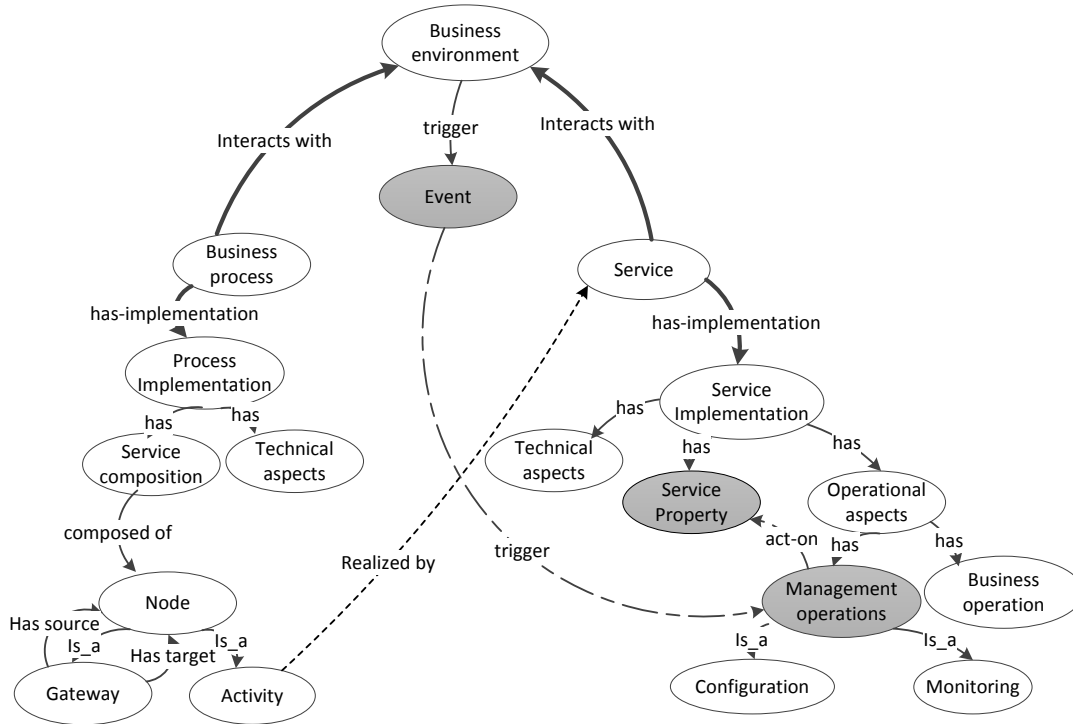 Business
environment
Interacts with
trigger
Interacts with
Event
Business
process
Service
has-implementation
has-implementation
Process
Implementation
Service
Implementation
has
has
has
has
has
Service
composition
Technical
aspects
Technical
aspects
Service
Property
Operational
aspects
composed of
Realized by
trigger
act-on
has
has
Node
Management
operations
Business
operation
Has source
Is_a
Has target
Is_a
Is_a
Is_a
Gateway
Activity
Configuration
Monitoring